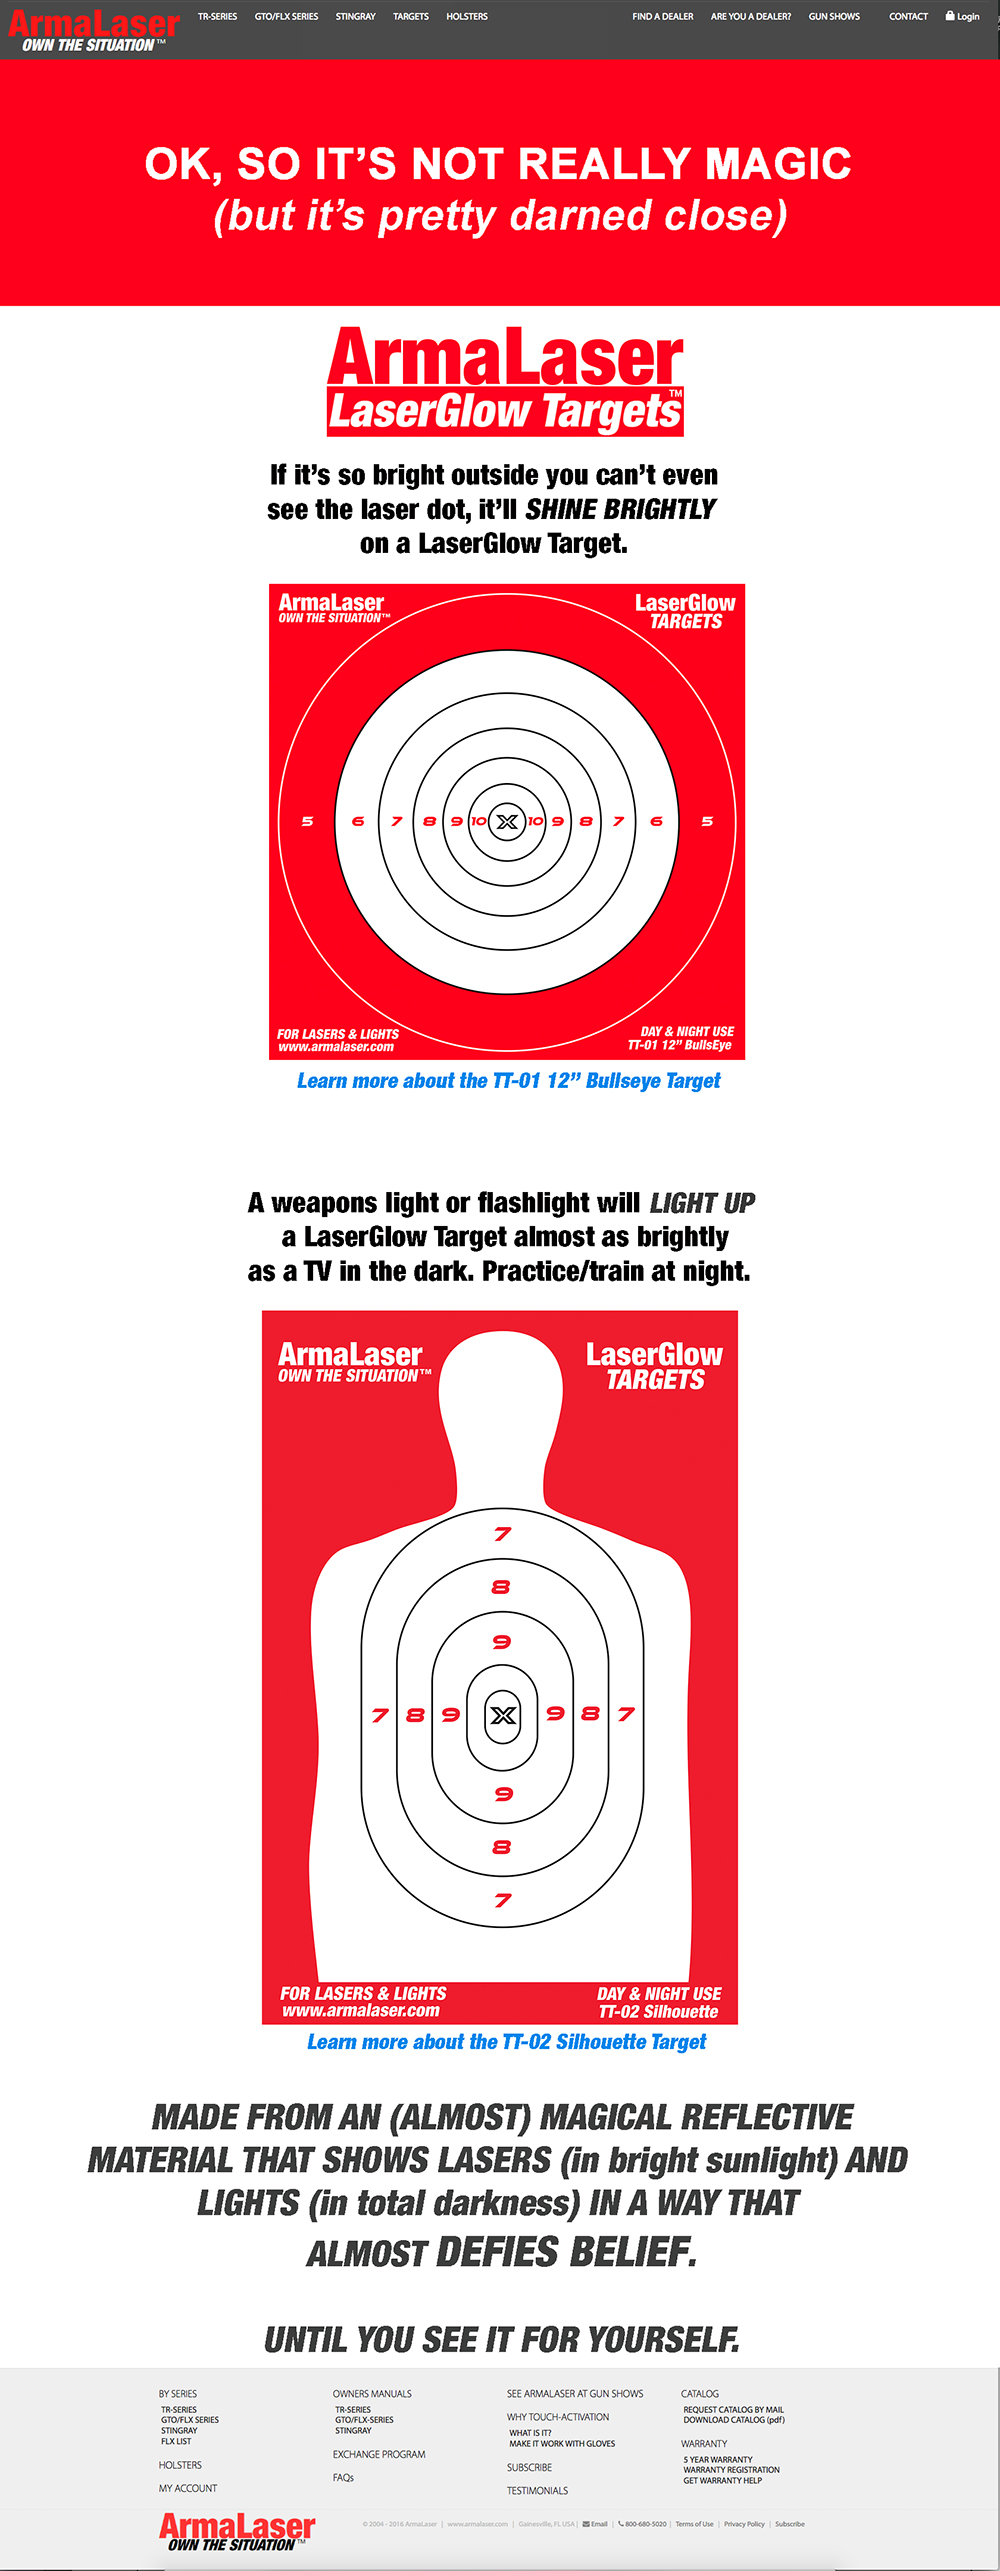 ArmaLaser
OWN THE SITUATION™
TR-SERIES GTO/FLX SERIES STINGRAY TARGETS HOLSTERS FIND A DEALER ARE YOU A DEALER? GUN SHOWS CONTACT Login
OK, SO IT'S NOT REALLY MAGIC
(but it's pretty darned close)
ArmaLaser
LaserGlow Targets™
If it's so bright outside you can't even
see the laser dot, it'll SHINE BRIGHTLY
on a LaserGlow Target.
ArmaLaser
OWN THE SITUATION™
LaserGlow
TARGETS
5 6 7 8 9 10 X 10 9 8 7 6 5
FOR LASERS & LIGHTS
www.armalaser.com
DAY & NIGHT USE
TT-01 12” BullsEye
Learn more about the TT-01 12” Bullseye Target
A weapons light or flashlight will LIGHT UP
a LaserGlow Target almost as brightly
as a TV in the dark. Practice/train at night.
ArmaLaser
OWN THE SITUATION™
LaserGlow
TARGETS
7
8
9
7 8 9 X 9 8 7
9
8
7
FOR LASERS & LIGHTS
www.armalaser.com
DAY & NIGHT USE
TT-02 Silhouette
Learn more about the TT-02 Silhouette Target
MADE FROM AN (ALMOST) MAGICAL REFLECTIVE
MATERIAL THAT SHOWS LASERS (in bright sunlight) AND
LIGHTS (in total darkness) IN A WAY THAT
ALMOST DEFIES BELIEF.
UNTIL YOU SEE IT FOR YOURSELF.
BY SERIES
TR-SERIES
GTO/FLX SERIES
STINGRAY
FLX LIST
HOLSTERS
MY ACCOUNT
OWNERS MANUALS
TR-SERIES
GTO/FLX-SERIES
STINGRAY
EXCHANGE PROGRAM
FAQs
SEE ARMALASER AT GUN SHOWS
WHY TOUCH-ACTIVATION
WHAT IS IT?
MAKE IT WORK WITH GLOVES
SUBSCRIBE
TESTIMONIALS
CATALOG
REQUEST CATALOG BY MAIL
DOWNLOAD CATALOG (pdf)
WARRANTY
5 YEAR WARRANTY
WARRANTY REGISTRATION
GET WARRANTY HELP
ArmaLaser
OWN THE SITUATION™
© 2004 - 2016 ArmaLaser | www.armalaser.com | Gainesville, FL USA | Email | 800-680-5020 | Terms of Use | Privacy Policy | Subscribe